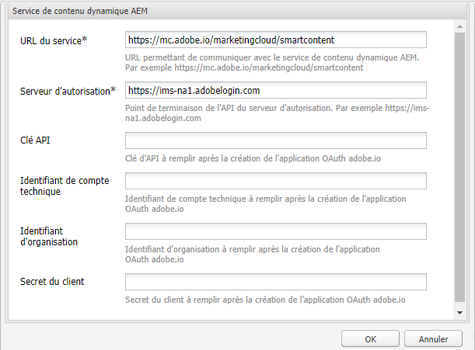 Service de contenu dynamique AEM
URL du service*
https://mc.adobe.io/marketingcloud/smartcontent
URL permettant de communiquer avec le service de contenu dynamique AEM.
Par exemple https://mc.adobe.io/marketingcloud/smartcontent
Serveur d'autorisation*
https://ims-na1.adobelogin.com
Point de terminaison de l'API du serveur d'autorisation. Par exemple https://ims-
na1.adobelogin.com
Clé API
Clé d'API à remplir après la création de l'application OAuth adobe.io
Identifiant de compte
technique
Identifiant de compte technique à remplir après la création de l'application
OAuth adobe.io
Identifiant
d'organisation
Identifiant d'organisation à remplir après la création de l'application
OAuth adobe.io
Secret du client
Secret du client à remplir après la création de l'application OAuth adobe.io
OK
Annuler